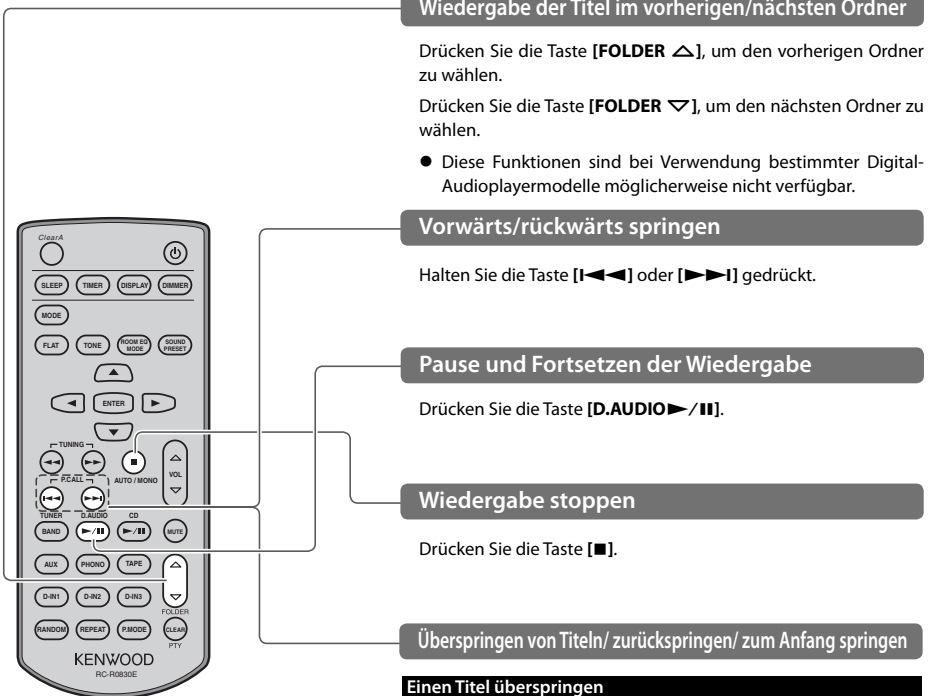 Wiedergabe der Titel im vorherigen/nächsten Ordner
Drücken Sie die Taste [FOLDER △], um den vorherigen Ordner
zu wählen.
Drücken Sie die Taste [FOLDER ▽], um den nächsten Ordner zu
wählen.
● Diese Funktionen sind bei Verwendung bestimmter Digital-
Audioplayermodelle möglicherweise nicht verfügbar.
Vorwärts/rückwärts springen
Halten Sie die Taste [I◄◄] oder [►►I] gedrückt.
Pause und Fortsetzen der Wiedergabe
Drücken Sie die Taste [D.AUDIO►/II].
Wiedergabe stoppen
Drücken Sie die Taste [■].
Überspringen von Titeln/ zurückspringen/ zum Anfang springen
Einen Titel überspringen
ClearA
SLEEP TIMER DISPLAY DIMMER
MODE
FLAT TONE ROOM EQ MODE SOUND PRESET
ENTER
TUNING
AUTO / MONO VOL
P.CALL
TUNER D.AUDIO CD
BAND ►/II ►/II MUTE
AUX PHONO TAPE
D-IN1 D-IN2 D-IN3
FOLDER
RANDOM REPEAT P.MODE CLEAR
PTY
KENWOOD
RC-R0830E